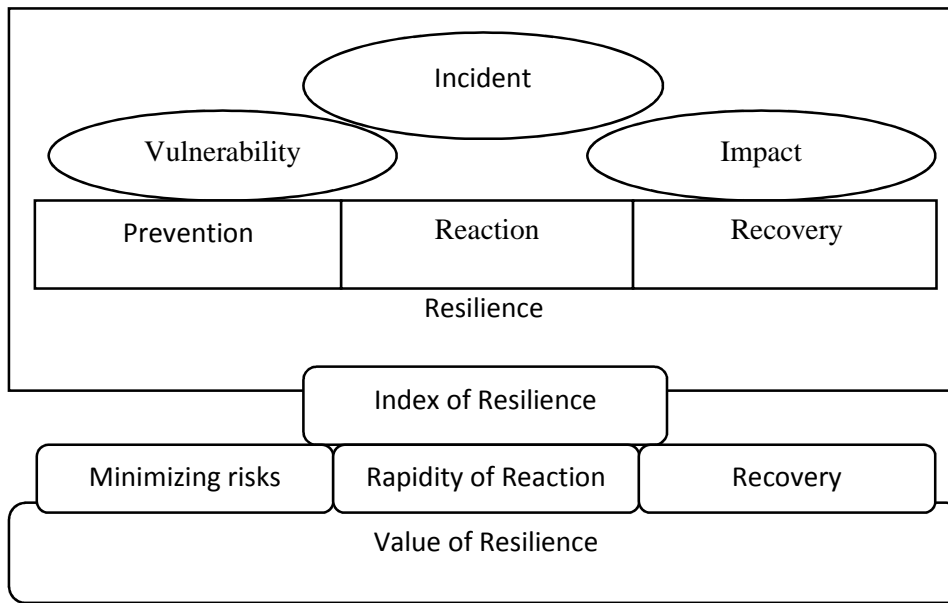 Incident
Vulnerability
Impact
Prevention
Reaction
Recovery
Resilience
Index of Resilience
Minimizing risks
Rapidity of Reaction
Recovery
Value of Resilience